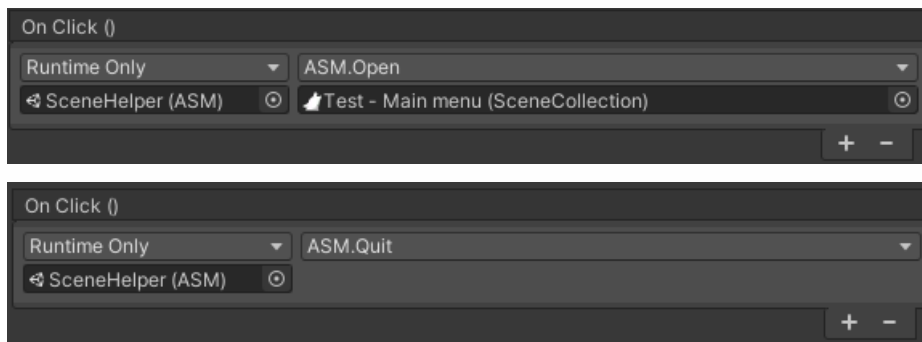 On Click ()
Runtime Only ASM.Open
SceneHelper (ASM) Test - Main menu (SceneCollection)
+ -
On Click ()
Runtime Only ASM.Quit
SceneHelper (ASM)
+ -